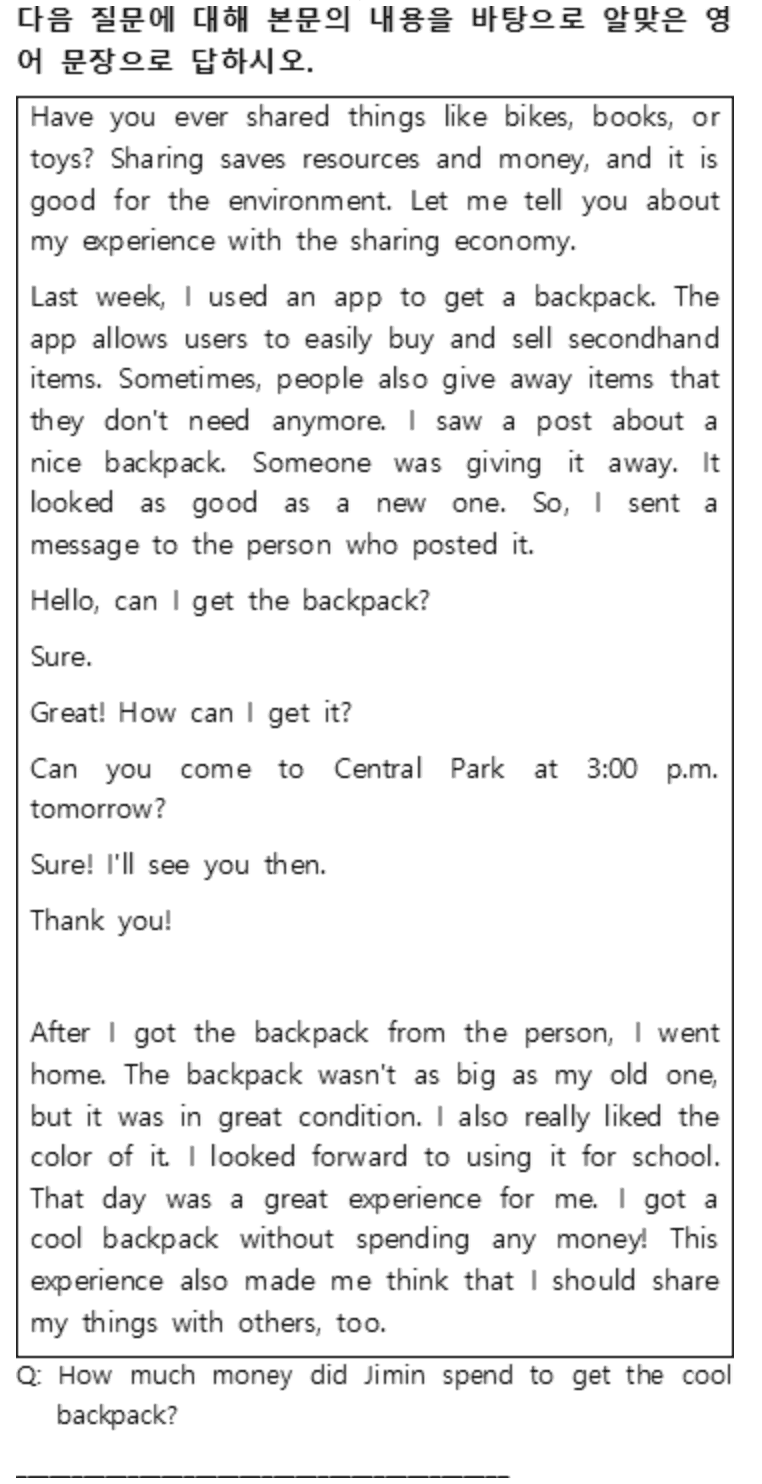 다음 질문에 대해 본문의 내용을 바탕으로 알맞은 영
어 문장으로 답하시오.
Have you ever shared things like bikes, books, or
toys? Sharing saves resources and money, and it is
good for the environment. Let me tell you about
my experience with the sharing economy.
Last week, I used an app to get a backpack. The
app allows users to easily buy and sell secondhand
items. Sometimes, people also give away items that
they don't need anymore. I saw a post about a
nice backpack. Someone was giving it away. It
looked as good as a new one. So, I sent a
message to the person who posted it.
Hello, can I get the backpack?
Sure.
Great! How can I get it?
Can you come to Central Park at 3:00 p.m.
tomorrow?
Sure! I'll see you then.
Thank you!
After I got the backpack from the person, I went
home. The backpack wasn't as big as my old one,
but it was in great condition. I also really liked the
color of it. I looked forward to using it for school.
That day was a great experience for me. I got a
cool backpack without spending any money! This
experience also made me think that I should share
my things with others, too.
Q: How much money did Jimin spend to get the cool
backpack?